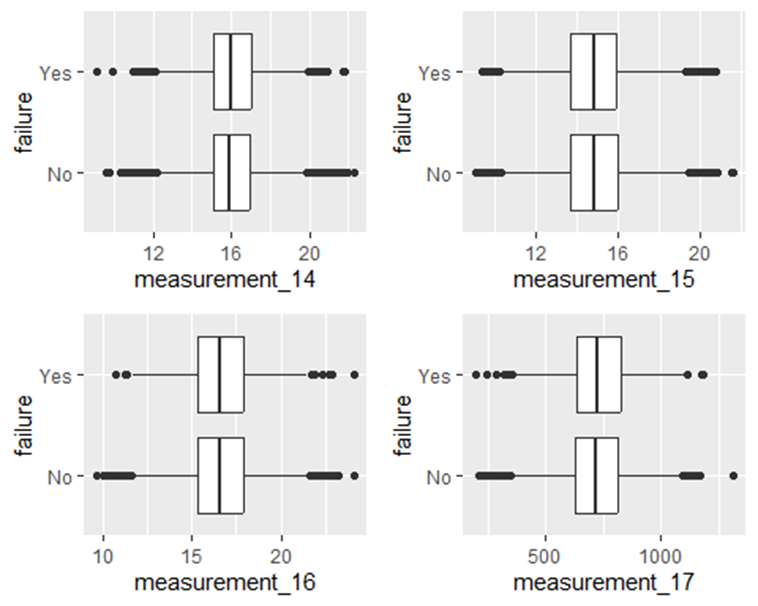 Yes
No
failure
12 16 20
measurement_14
Yes
No
failure
12 16 20
measurement_15
Yes
No
failure
10 15 20
measurement_16
Yes
No
failure
500 1000
measurement_17